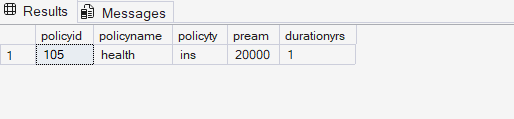 Results Messages
policyid policyname policyty pream durationyrs
1 105 health ins 20000 1